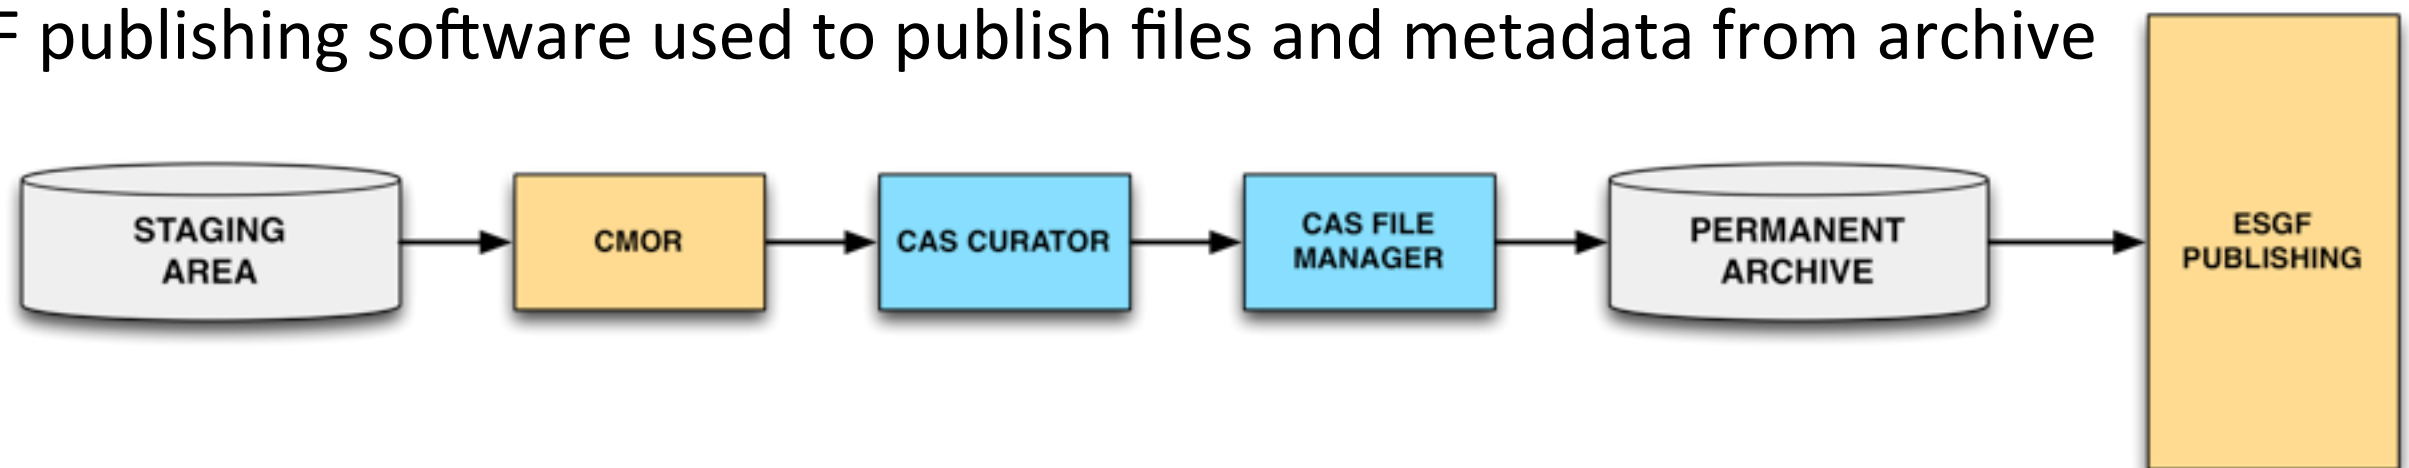 F publishing software used to publish files and metadata from archive
STAGING
AREA
CMOR
CAS CURATOR
CAS FILE
MANAGER
PERMANENT
ARCHIVE
ESGF
PUBLISHING